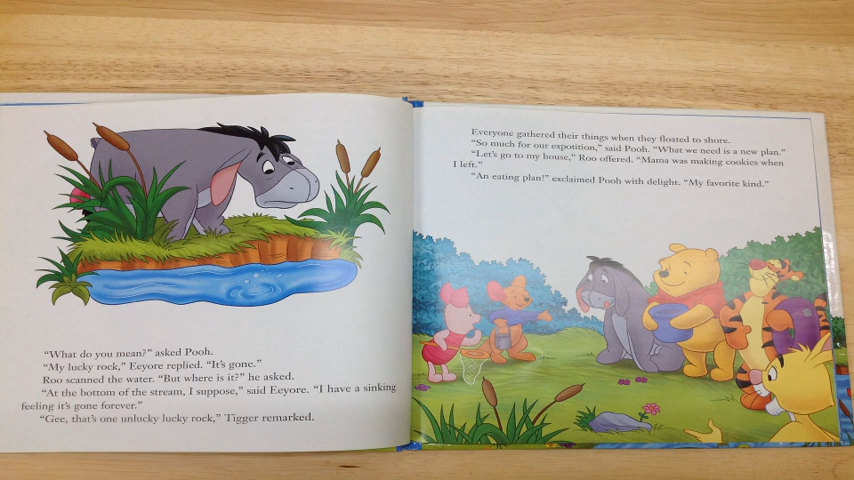 "What do you mean?" asked Pooh.
"My lucky rock," Eeyore replied. "It's gone."
Roo scanned the water. "But where is it?" he asked.
"At the bottom of the stream, I suppose," said Eeyore. "I have a sinking
feeling it's gone forever."
"Gee, that's one unlucky lucky rock," Tigger remarked.
Everyone gathered their things when they floated to shore.
"So much for our expotition," said Pooh. "What we need is a new plan."
"Let's go to my house," Roo offered. "Mama was making cookies when
I left."
"An eating plan!" exclaimed Pooh with delight. "My favorite kind."